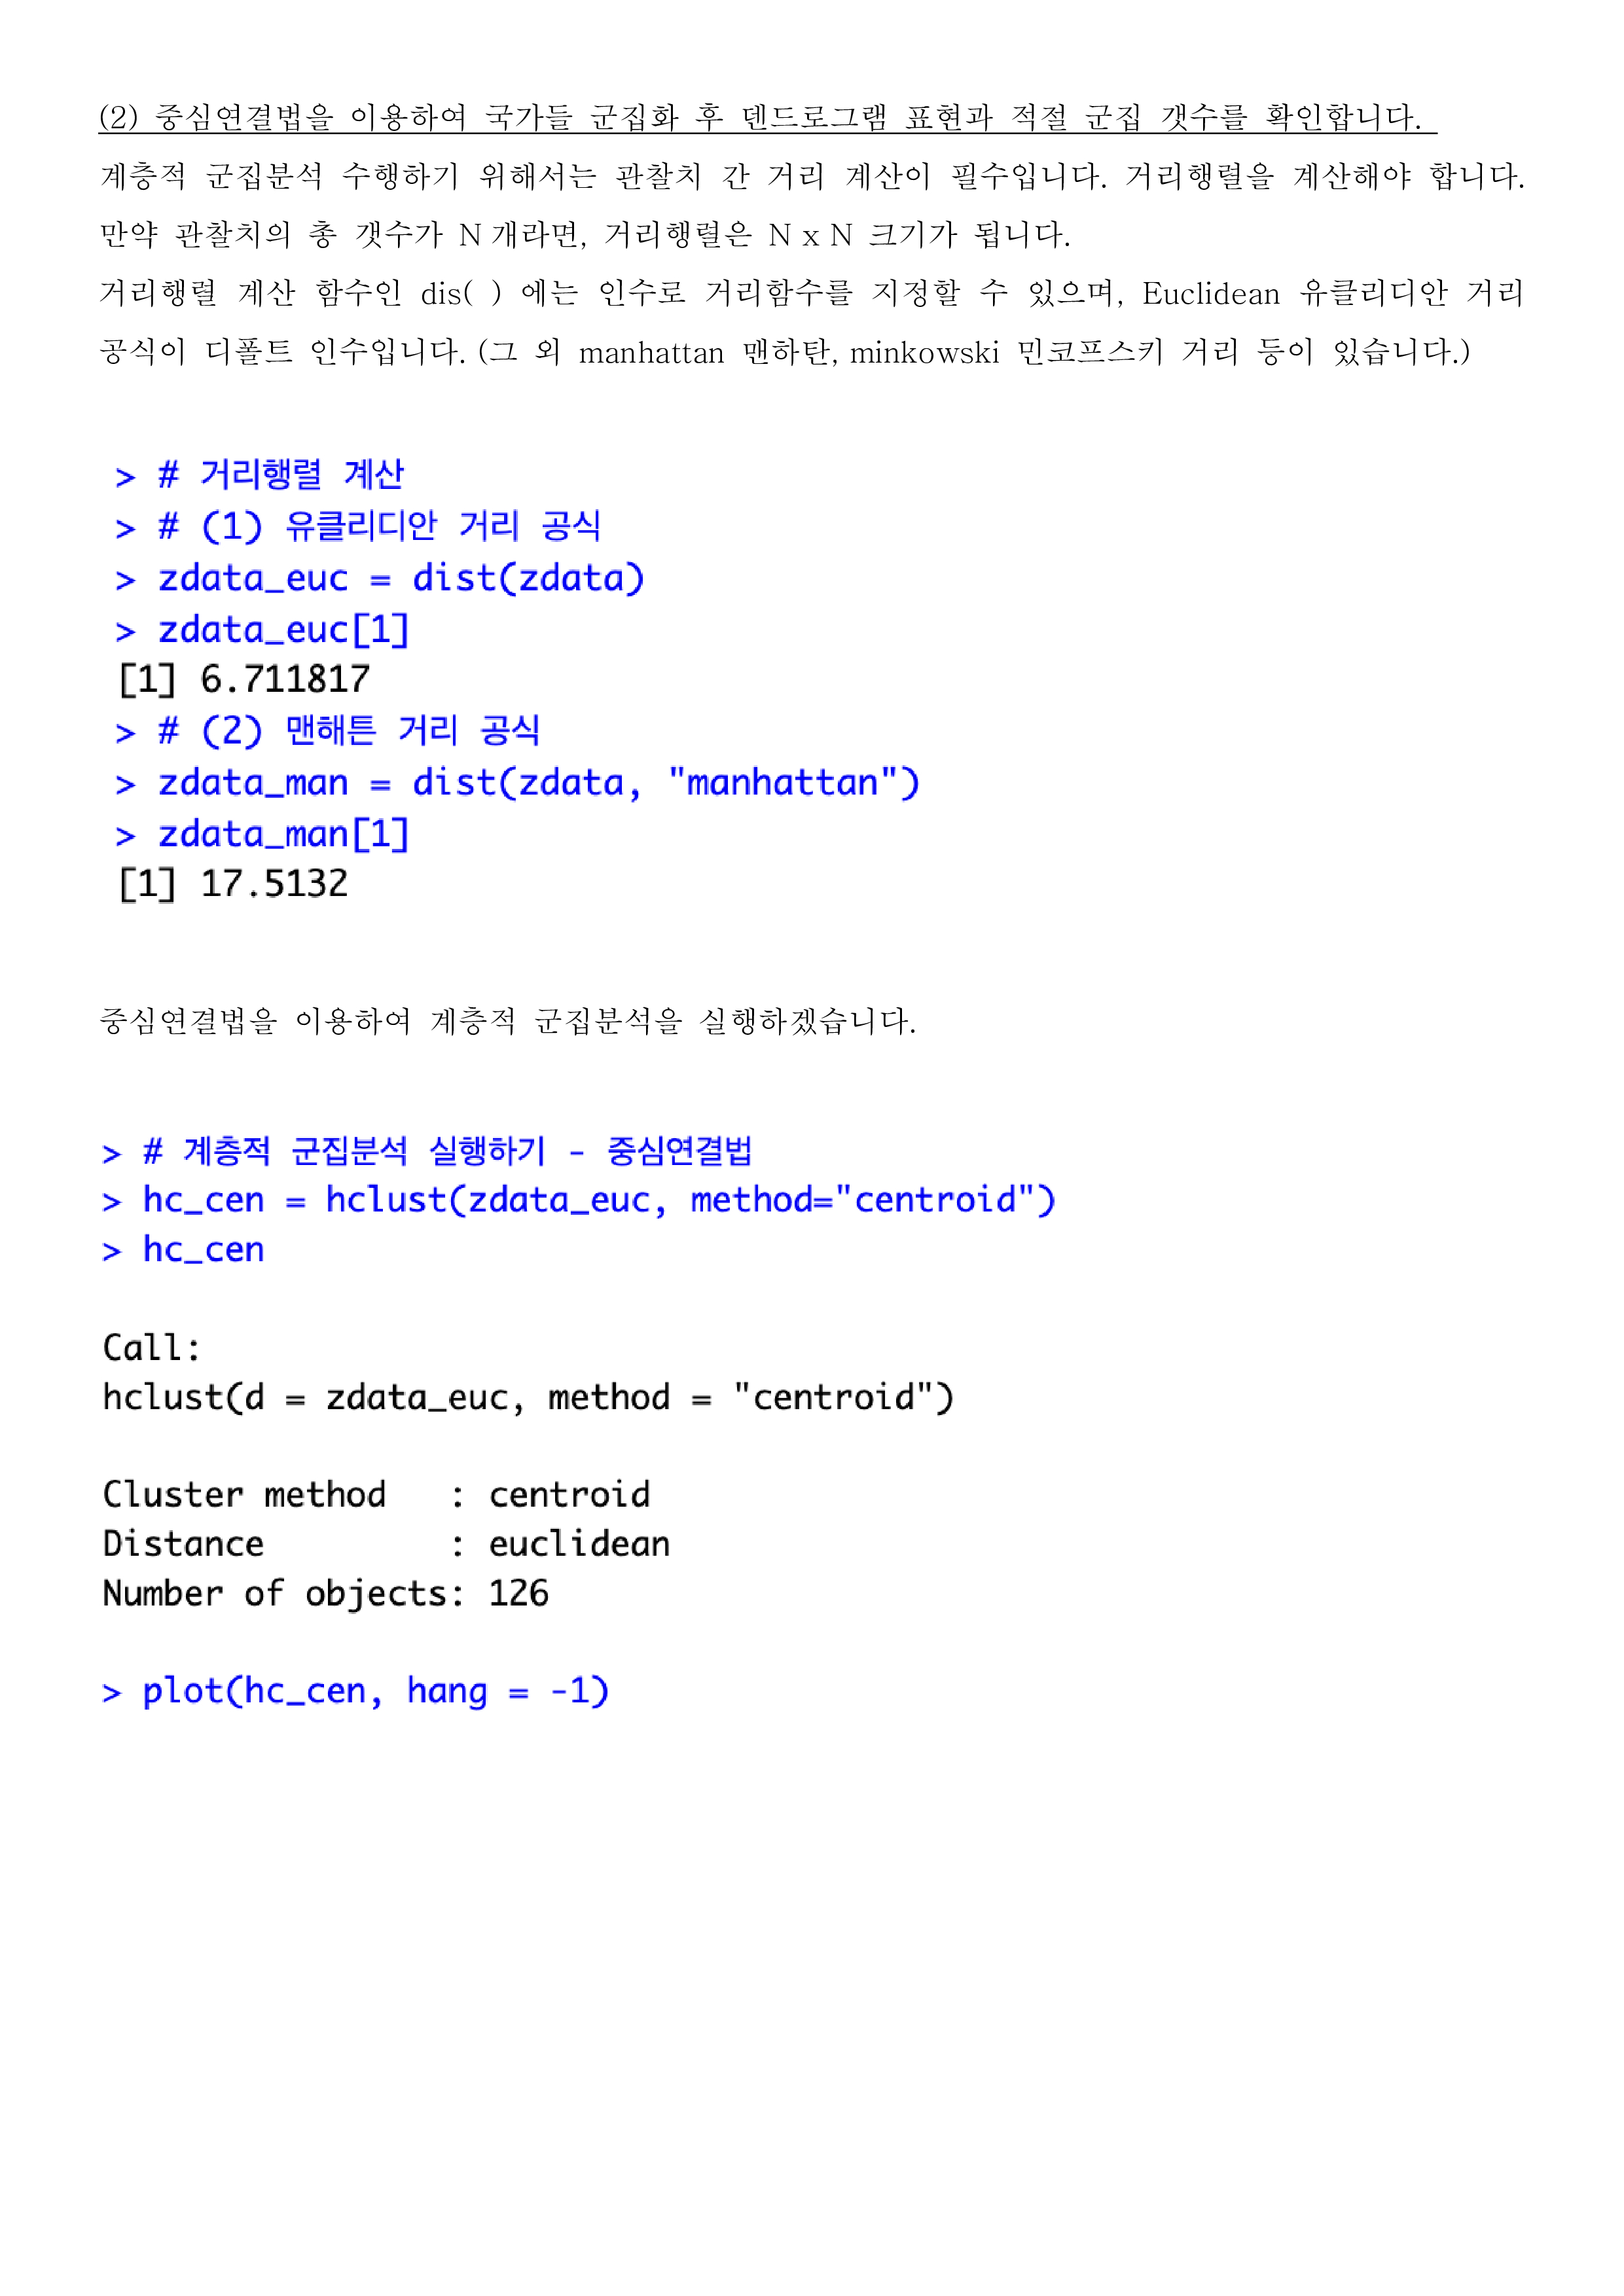 (2) 중심연결법을 이용하여 국가들 군집화 후 덴드로그램 표현과 적절 군집 갯수를 확인합니다.
계층적 군집분석 수행하기 위해서는 관찰치 간 거리 계산이 필수입니다. 거리행렬을 계산해야 합니다.
만약 관찰치의 총 갯수가 N개라면, 거리행렬은 N x N 크기가 됩니다.
거리행렬 계산 함수인 dis( ) 에는 인수로 거리함수를 지정할 수 있으며, Euclidean 유클리디안 거리
공식이 디폴트 인수입니다. (그 외 manhattan 맨하탄, minkowski 민코프스키 거리 등이 있습니다.)
> # 거리행렬 계산
> # (1) 유클리디안 거리 공식
> zdata_euc = dist(zdata)
> zdata_euc[1]
[1] 6.711817
> # (2) 맨해튼 거리 공식
> zdata_man = dist(zdata, "manhattan")
> zdata_man[1]
[1] 17.5132
중심연결법을 이용하여 계층적 군집분석을 실행하겠습니다.
> # 계층적 군집분석 실행하기 - 중심연결법
> hc_cen = hclust(zdata_euc, method="centroid")
> hc_cen
Call:
hclust(d = zdata_euc, method = "centroid")
Cluster method   : centroid
Distance         : euclidean
Number of objects: 126
> plot(hc_cen, hang = -1)